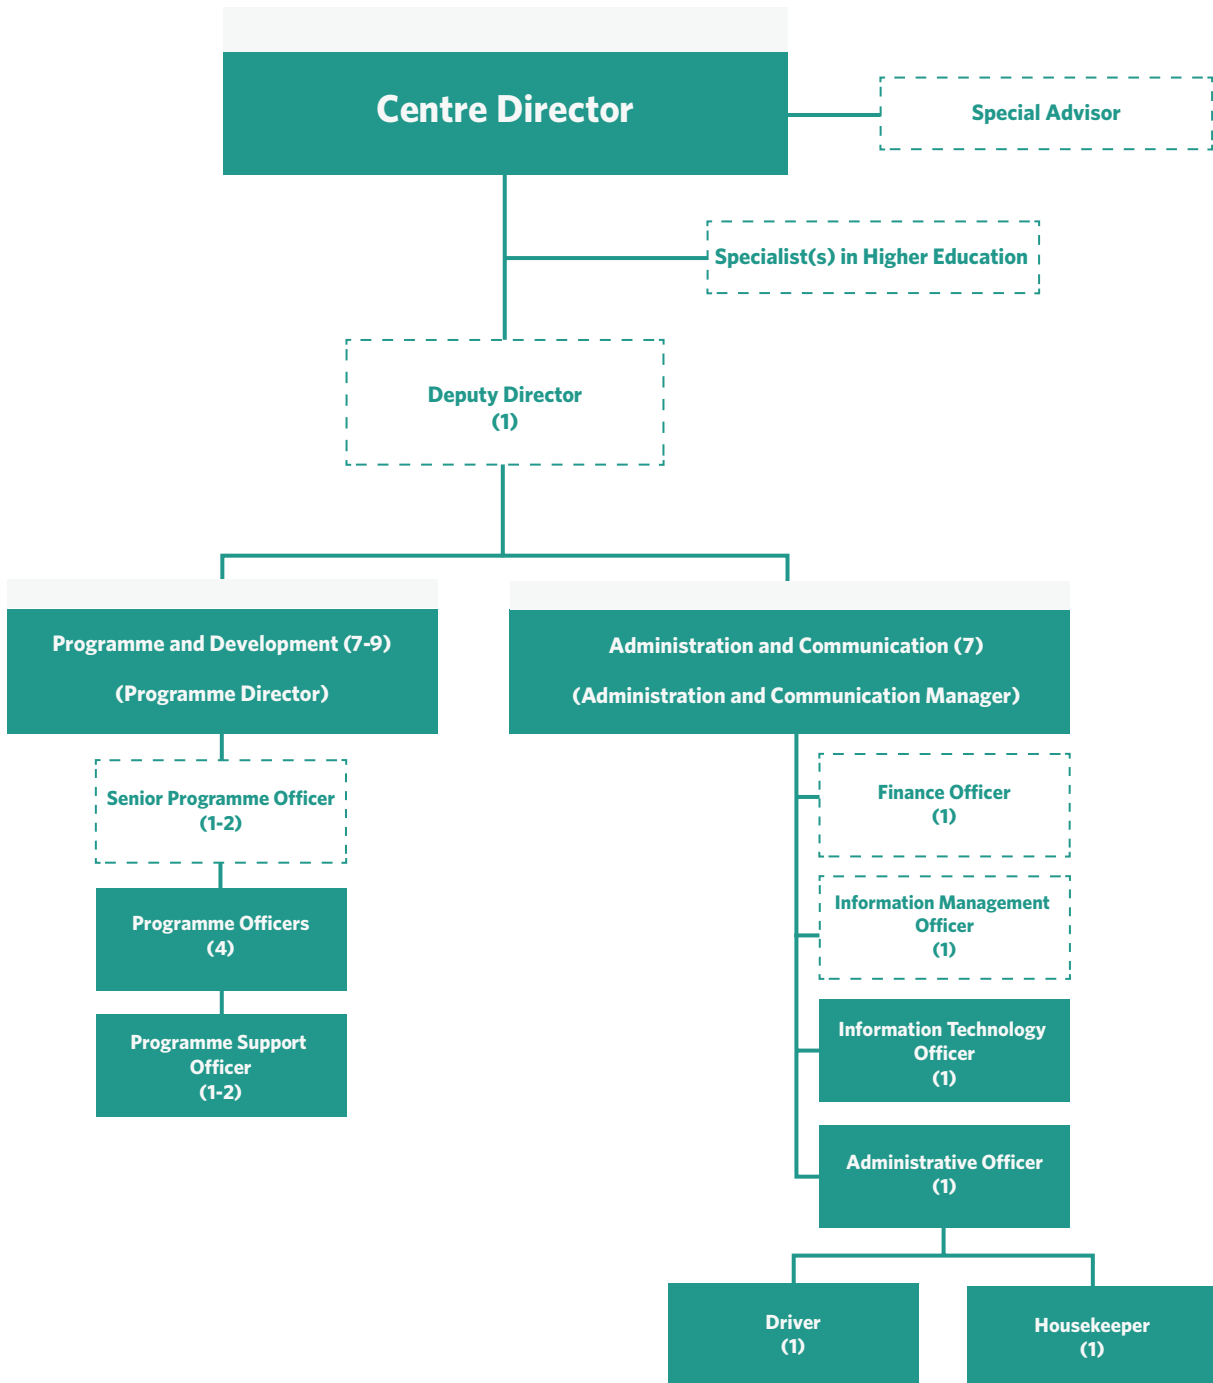 Centre Director
Special Advisor
Specialist(s) in Higher Education
Deputy Director
(1)
Programme and Development (7-9)
(Programme Director)
Administration and Communication (7)
(Administration and Communication Manager)
Senior Programme Officer
(1-2)
Programme Officers
(4)
Programme Support
Officer
(1-2)
Finance Officer
(1)
Information Management
Officer
(1)
Information Technology
Officer
(1)
Administrative Officer
(1)
Driver
(1)
Housekeeper
(1)